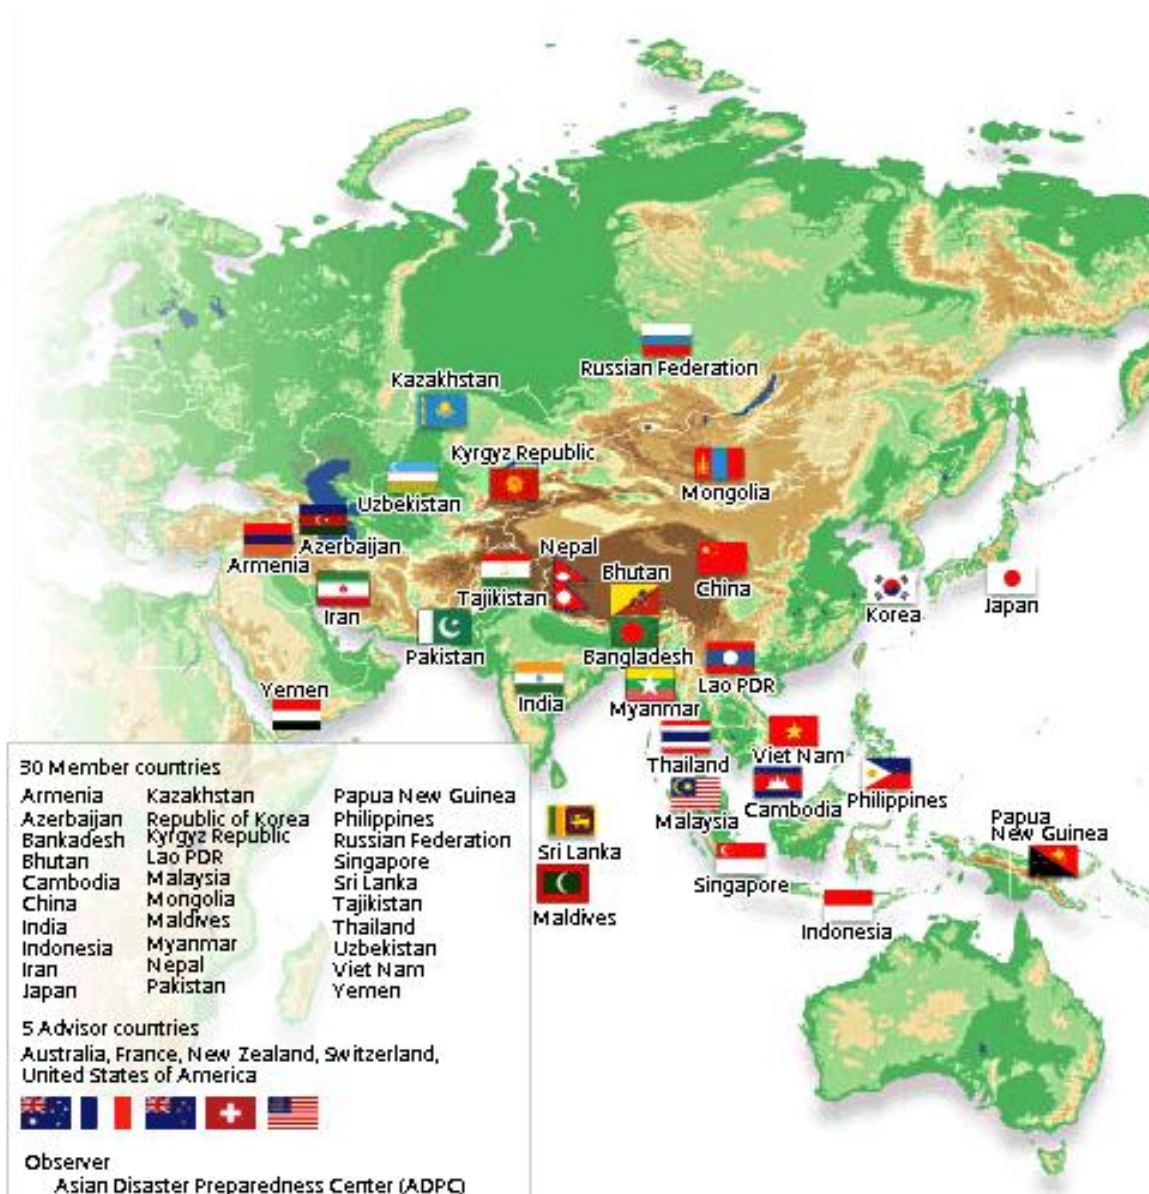 Russian Federation
Kazakhstan
Kyrgyz Republic
Mongolia
Uzbekistan
Azerbaijan
Armenia
Nepal
Bhutan
China
Tajikistan
Iran
Korea
Japan
Pakistan
Bangladesh
Lao PDR
Yemen
India
Myanmar
Thailand
Viet Nam
Malaysia
Cambodia
Philippines
Papua
New Guinea
Sri Lanka
Singapore
Maldives
Indonesia
30 Member countries
Armenia
Azerbaijan
Bankadesh
Bhutan
Cambodia
China
India
Indonesia
Iran
Japan
Kazakhstan
Republic of Korea
Kyrgyz Republic
Lao PDR
Malaysia
Mongolia
Maldives
Myanmar
Nepal
Pakistan
Papua New Guinea
Philippines
Russian Federation
Singapore
Sri Lanka
Tajikistan
Thailand
Uzbekistan
Viet Nam
Yemen
5 Advisor countries
Australia, France, New Zealand, Switzerland,
United States of America
Observer
Asian Disaster Preparedness Center (ADPC)